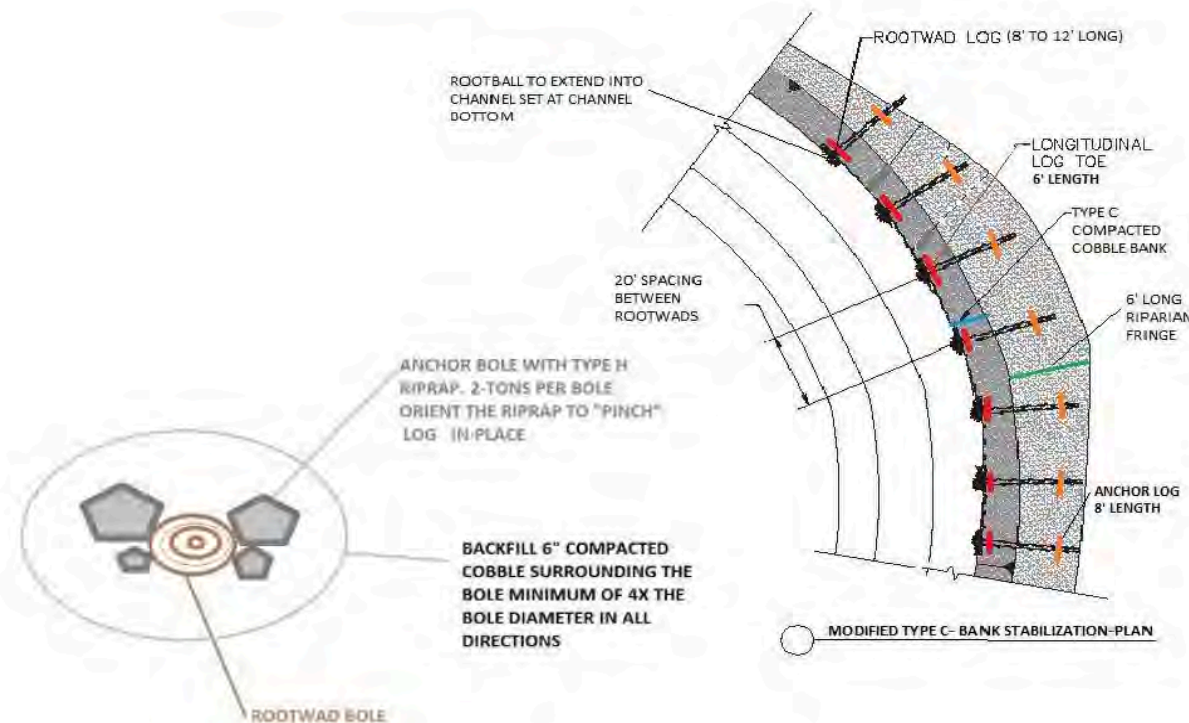 ROOTWAD LOG (8' TO 12' LONG)
ROOTBALL TO EXTEND INTO
CHANNEL SET AT CHANNEL
BOTTOM
LONGITUDINAL
LOG TOE
6' LENGTH
TYPE C
COMPACTED
COBBLE BANK
20' SPACING
BETWEEN
ROOTWADS
6' LONG
RIPARIAN
FRINGE
ANCHOR BOLE WITH TYPE H
RIPRAP. 2-TONS PER BOLE
ORIENT THE RIPRAP TO "PINCH"
LOG IN-PLACE
ANCHOR LOG
8' LENGTH
BACKFILL 6" COMPACTED
COBBLE SURROUNDING THE
BOLE MINIMUM OF 4X THE
BOLE DIAMETER IN ALL
DIRECTIONS
MODIFIED TYPE C- BANK STABILIZATION-PLAN
ROOTWAD BOLE